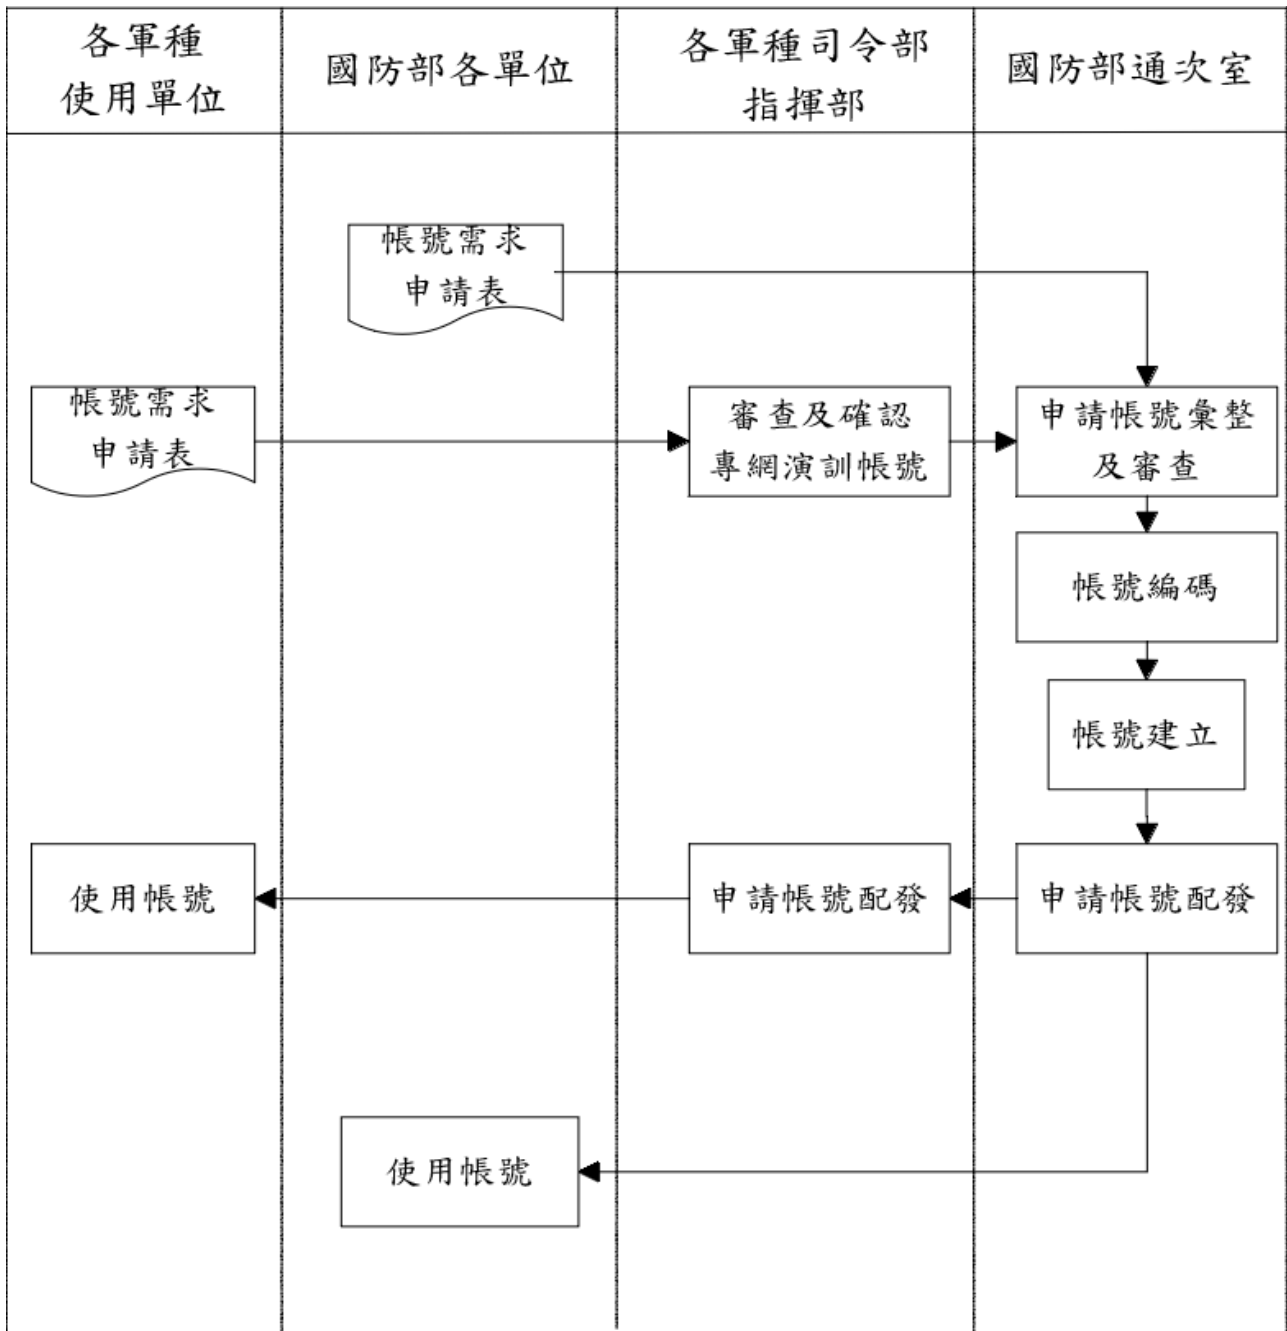 各軍種
使用單位
國防部各單位
各軍種司令部
指揮部
國防部通次室
帳號需求
申請表
帳號需求
申請表
審查及確認
專網演訓帳號
申請帳號彙整
及審查
帳號編碼
帳號建立
使用帳號
申請帳號配發
申請帳號配發
使用帳號